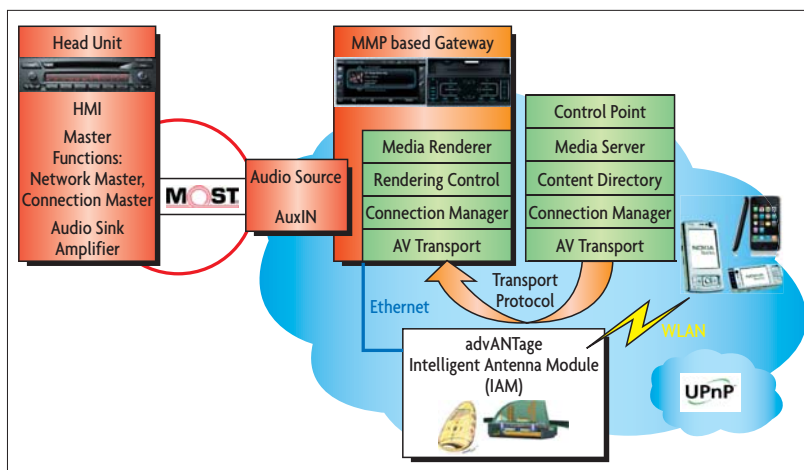 Head Unit
HMI
Master
Functions:
Network Master,
Connection Master
Audio Sink
Amplifier
MOST
Audio Source
AuxIN
MMP based Gateway
Media Renderer
Rendering Control
Connection Manager
AV Transport
Control Point
Media Server
Content Directory
Connection Manager
AV Transport
NOKIA
Transport
Protocol
Ethernet
WLAN
advANTage
Intelligent Antenna Module
(IAM)
UPnP